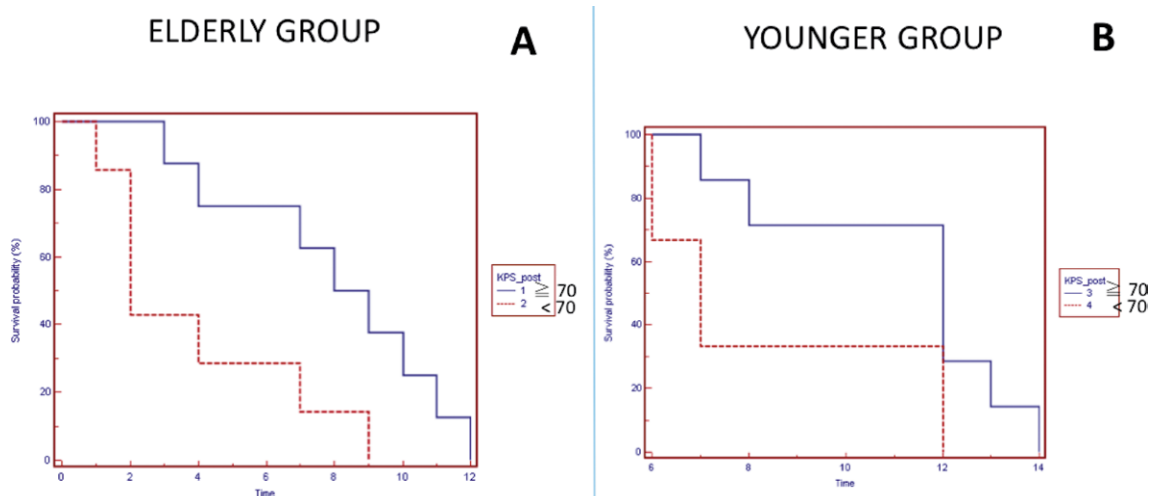 ELDERLY GROUP
A
Survival probability (%)
100
80
60
40
20
0
0 2 4 6 8 10 12
Time
KPS_post
1 ≧ 70
2 < 70
YOUNGER GROUP
B
Survival probability (%)
100
80
60
40
20
0
6 8 10 12 14
Time
KPS_post
3 ≧ 70
4 < 70